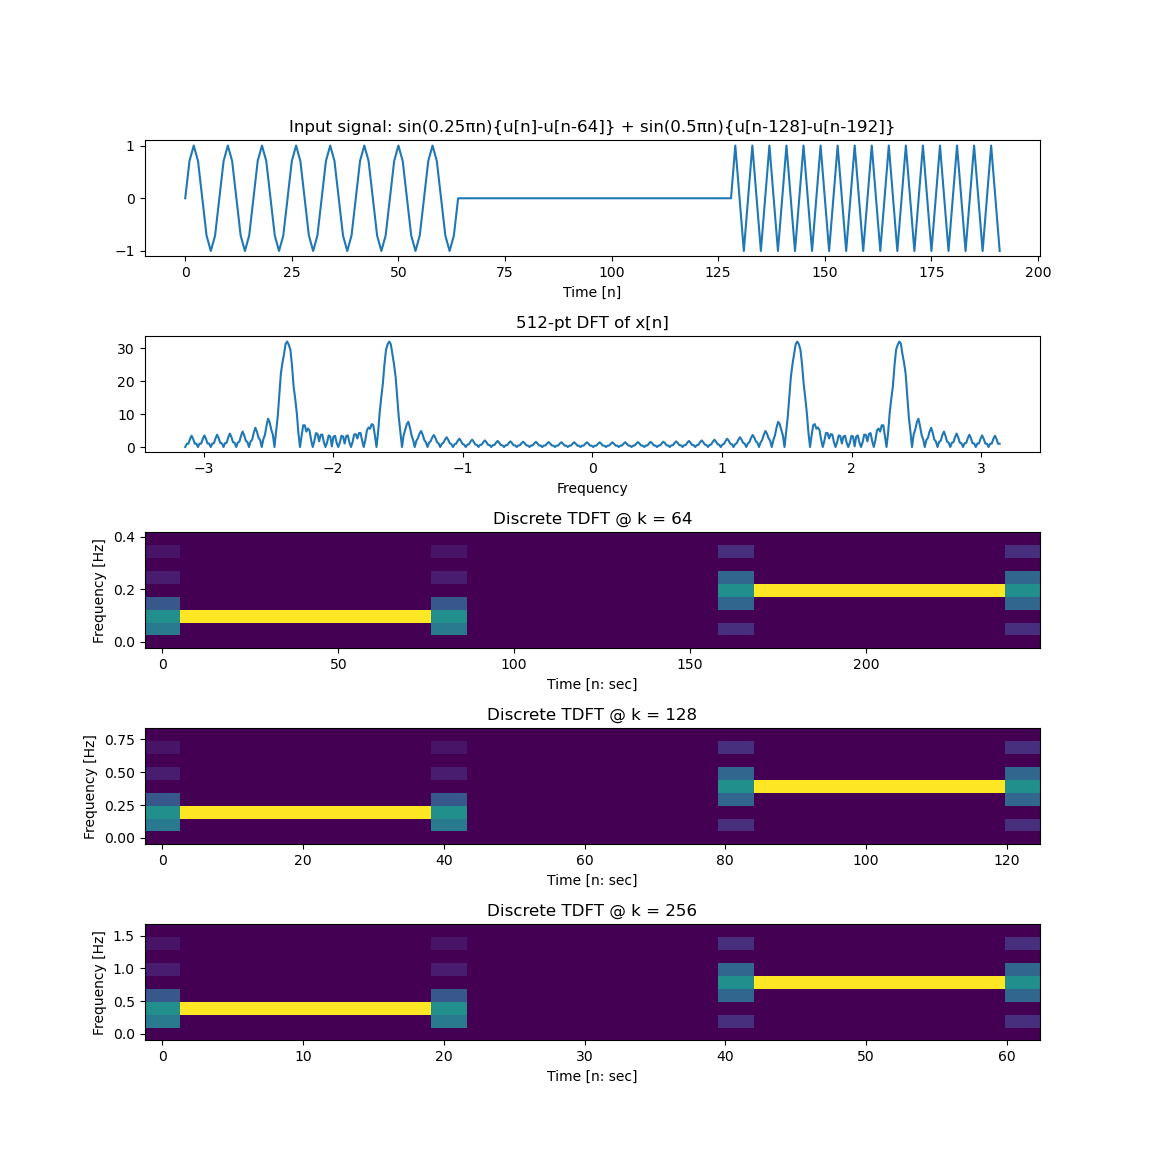 Input signal: sin(0.25πn){u[n]-u[n-64]} + sin(0.5πn){u[n-128]-u[n-192]}
1
0
−1
0 25 50 75 100 125 150 175 200
Time [n]
512-pt DFT of x[n]
30
20
10
0
−3 −2 −1 0 1 2 3
Frequency
Discrete TDFT @ k = 64
Frequency [Hz]
0.4
0.2
0.0
0 50 100 150 200
Time [n: sec]
Discrete TDFT @ k = 128
Frequency [Hz]
0.75
0.50
0.25
0.00
0 20 40 60 80 100 120
Time [n: sec]
Discrete TDFT @ k = 256
Frequency [Hz]
1.5
1.0
0.5
0.0
0 10 20 30 40 50 60
Time [n: sec]